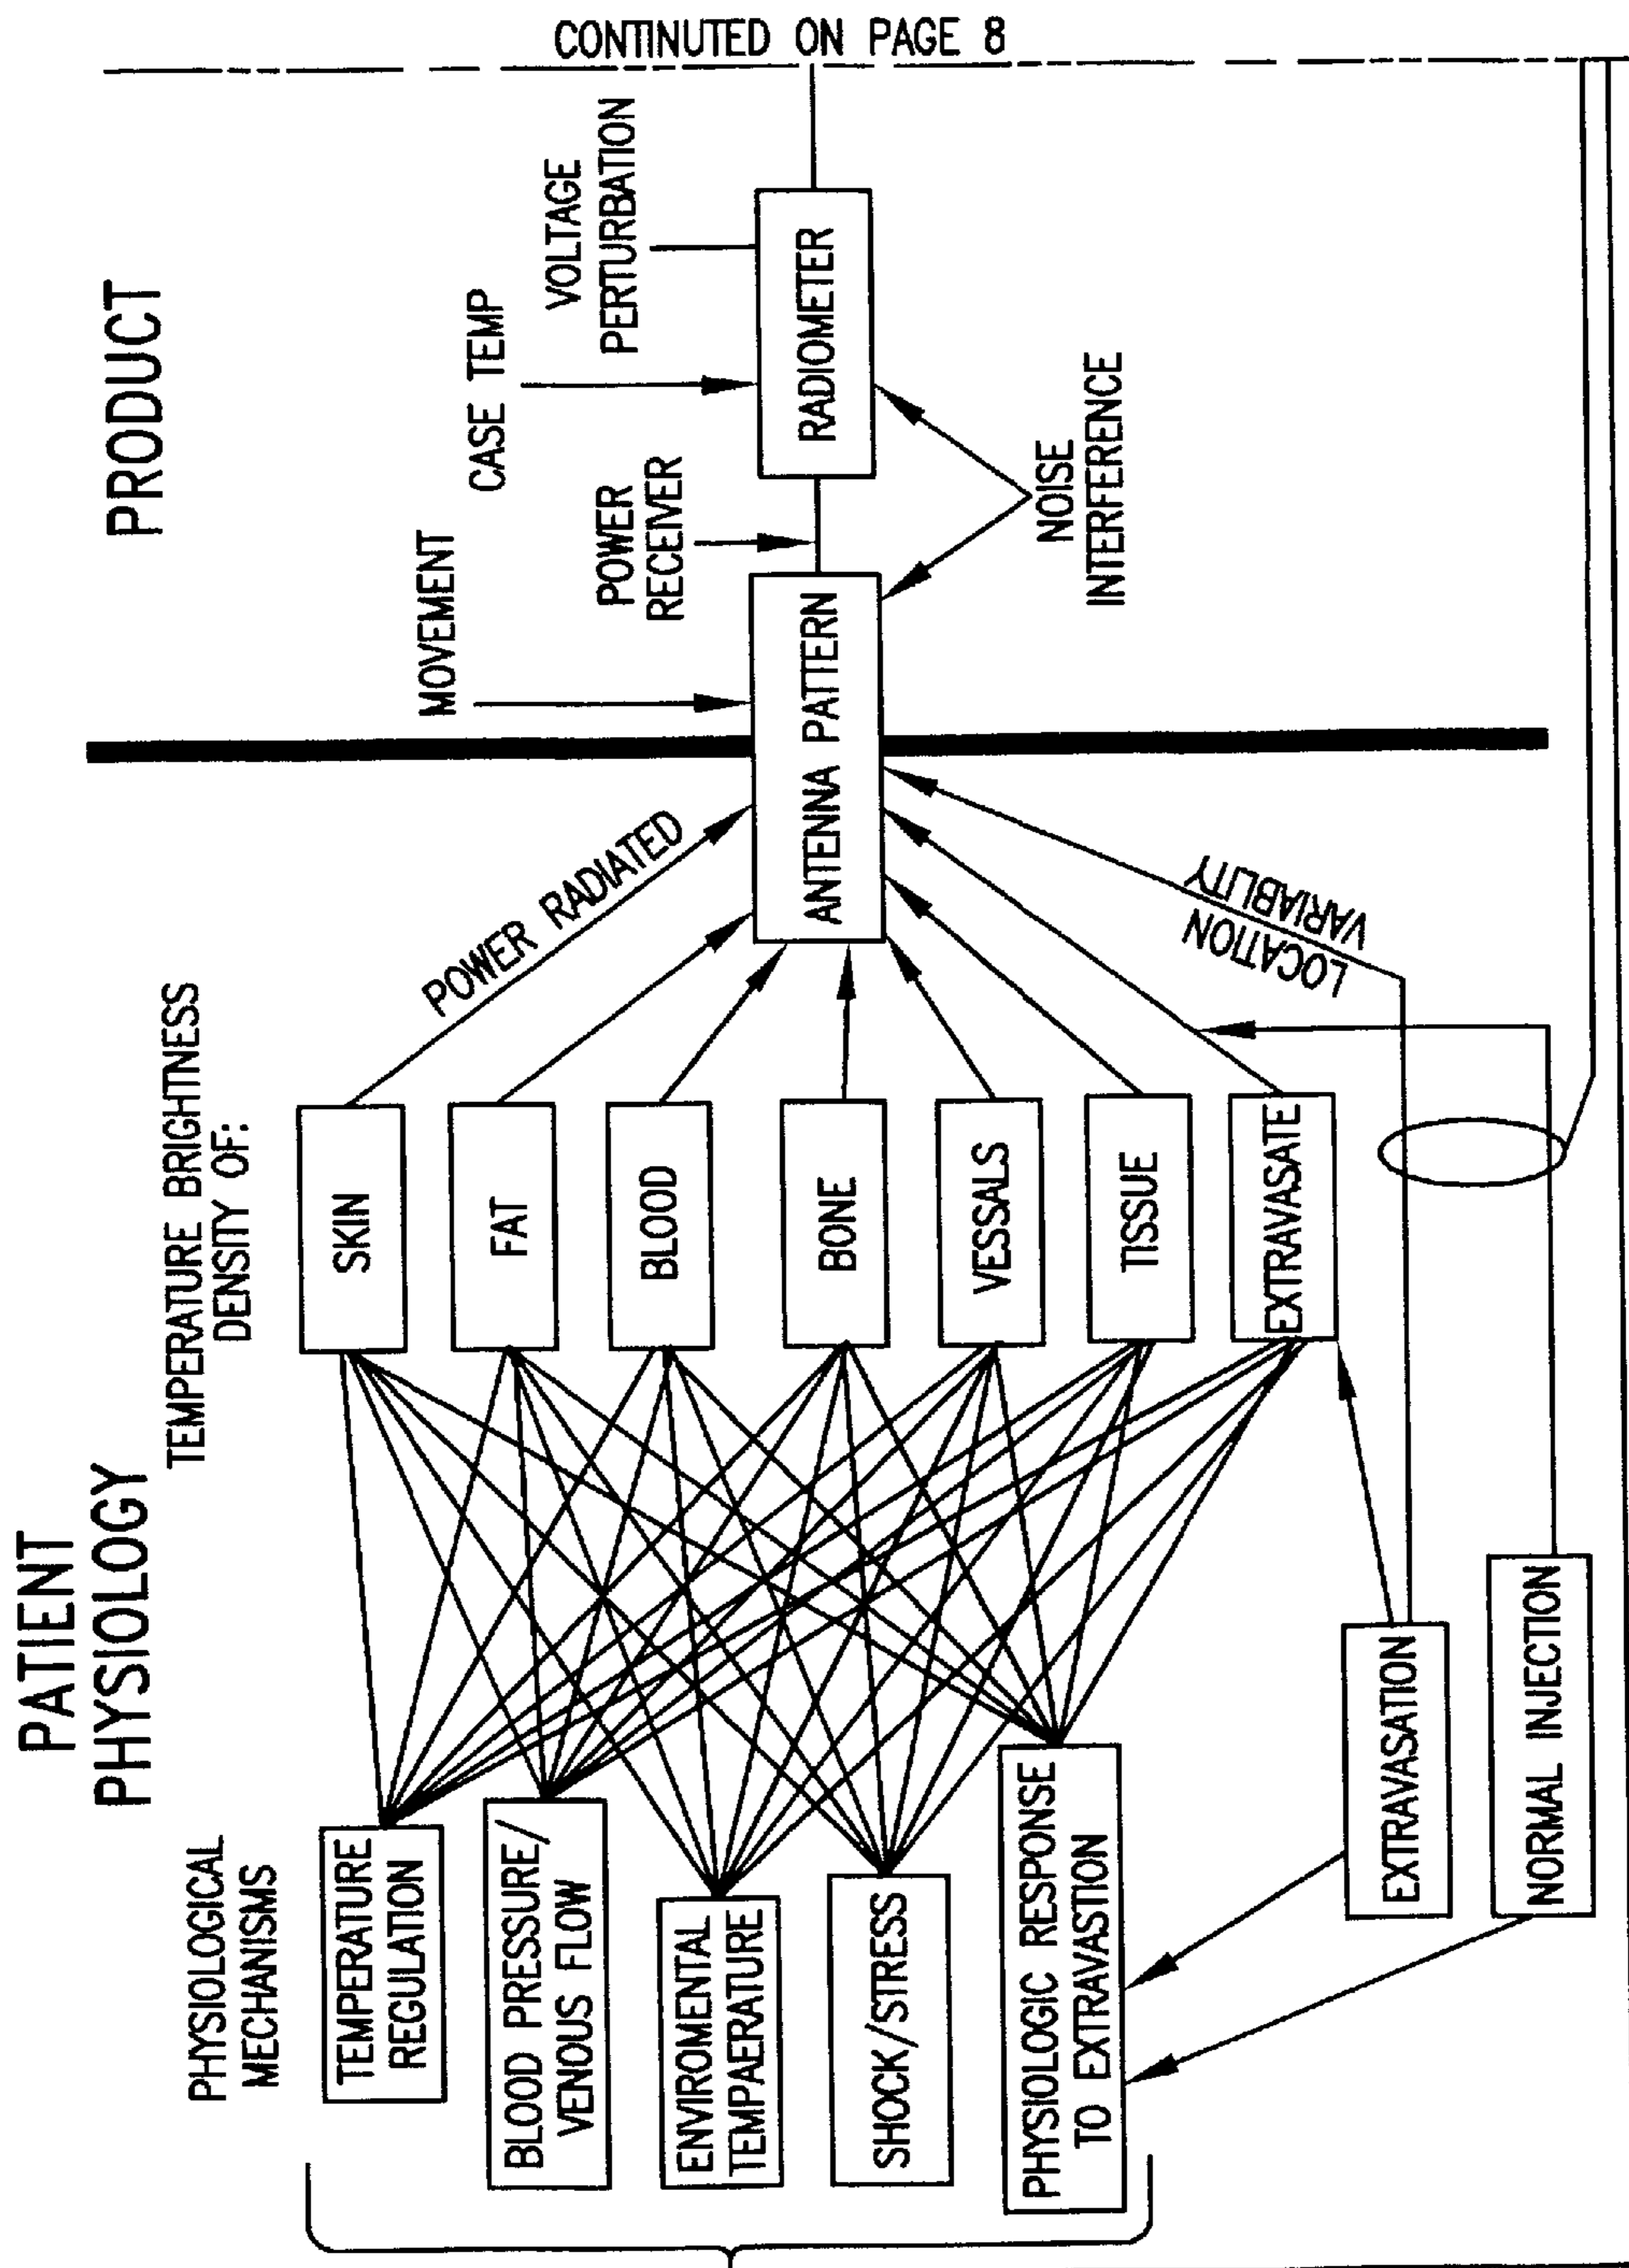 PATIENT
PHYSIOLOGY
PRODUCT
PHYSIOLOGICAL
MECHANISMS
TEMPERATURE BRIGHTNESS
DENSITY OF:
TEMPERATURE
REGULATION
BLOOD PRESSURE/
VENOUS FLOW
ENVIROMENTAL
TEMPAERATURE
SHOCK/STRESS
PHYSIOLOGIC RESPONSE
TO EXTRAVASTION
EXTRAVASATION
NORMAL INJECTION
SKIN
FAT
BLOOD
BONE
VESSALS
TISSUE
EXTRAVASATE
POWER RADIATED
LOCATION
VARIABLITY
ANTENNA PATTERN
MOVEMENT
POWER
RECEIVER
CASE TEMP
VOLTAGE
PERTURBATION
RADIOMETER
NOISE
INTERFERENCE
CONTINUTED ON PAGE 8